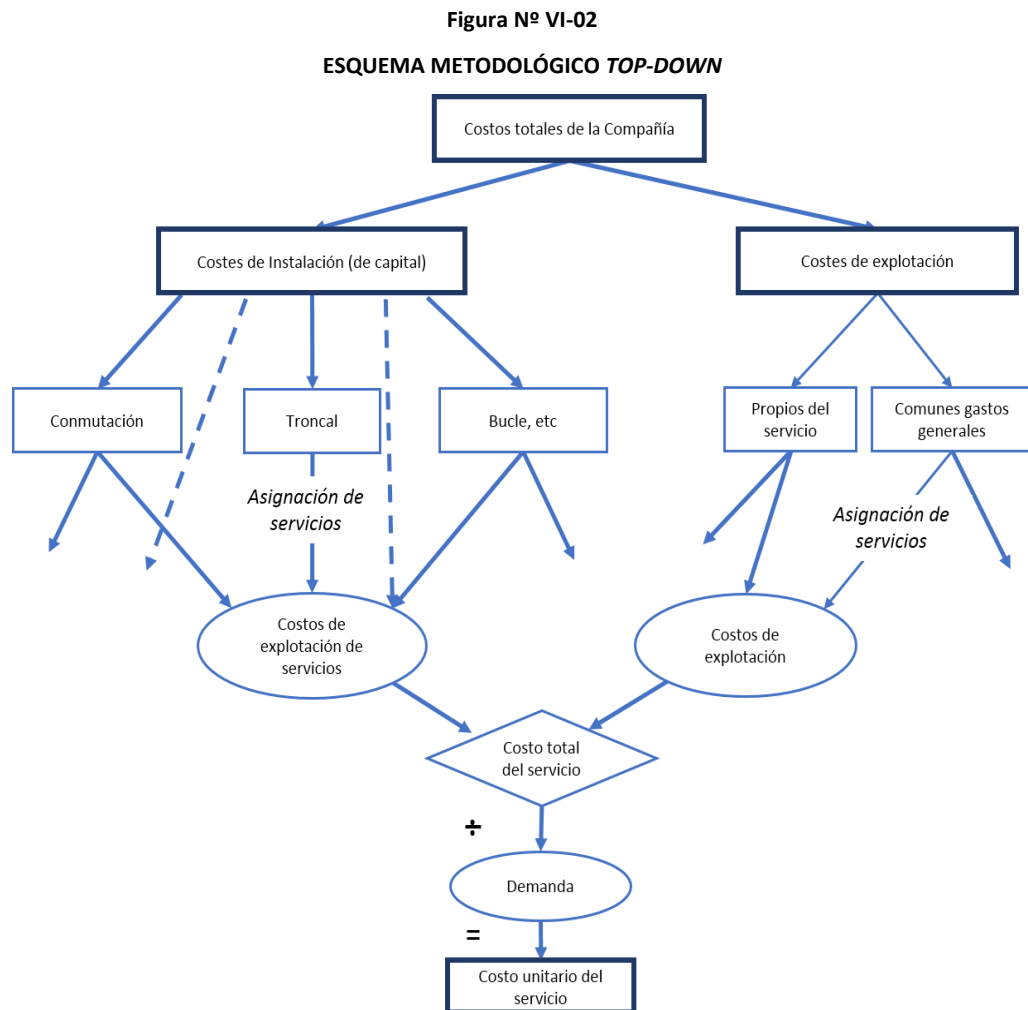 Figura Nº VI-02
ESQUEMA METODOLÓGICO TOP-DOWN
Costos totales de la Compañía
Costes de Instalación (de capital)
Costes de explotación
Conmutación
Troncal
Bucle, etc
Propios del
servicio
Comunes gastos
generales
Asignación de
servicios
Asignación de
servicios
Costos de
explotación de
servicios
Costos de
explotación
Costo total
del servicio
÷
Demanda
=
Costo unitario del
servicio